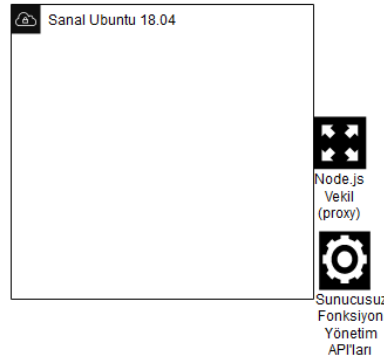 Sanal Ubuntu 18.04
Node.js
Vekil
(proxy)
Sunucusuz
Fonksiyon
Yönetim
API'ları